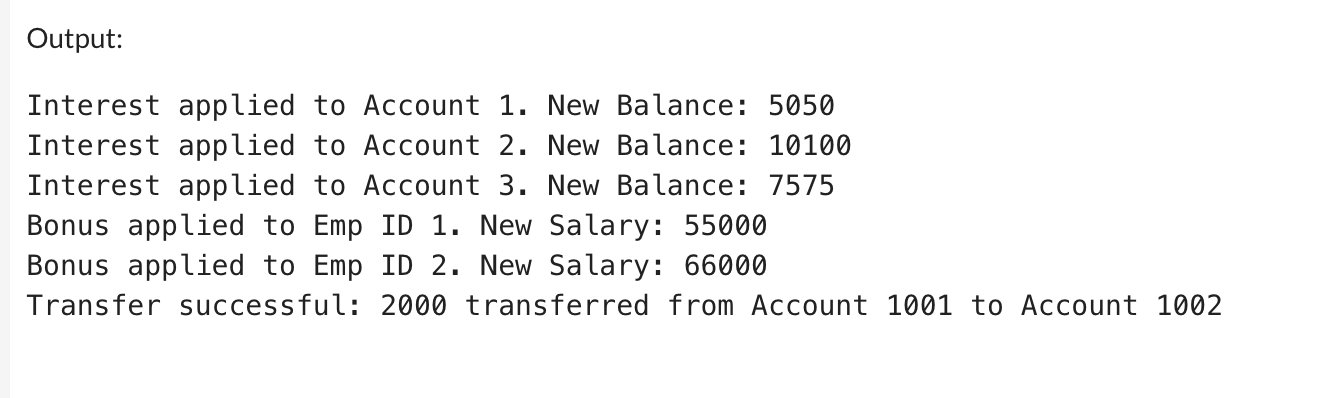 Output:
Interest applied to Account 1. New Balance: 5050
Interest applied to Account 2. New Balance: 10100
Interest applied to Account 3. New Balance: 7575
Bonus applied to Emp ID 1. New Salary: 55000
Bonus applied to Emp ID 2. New Salary: 66000
Transfer successful: 2000 transferred from Account 1001 to Account 1002